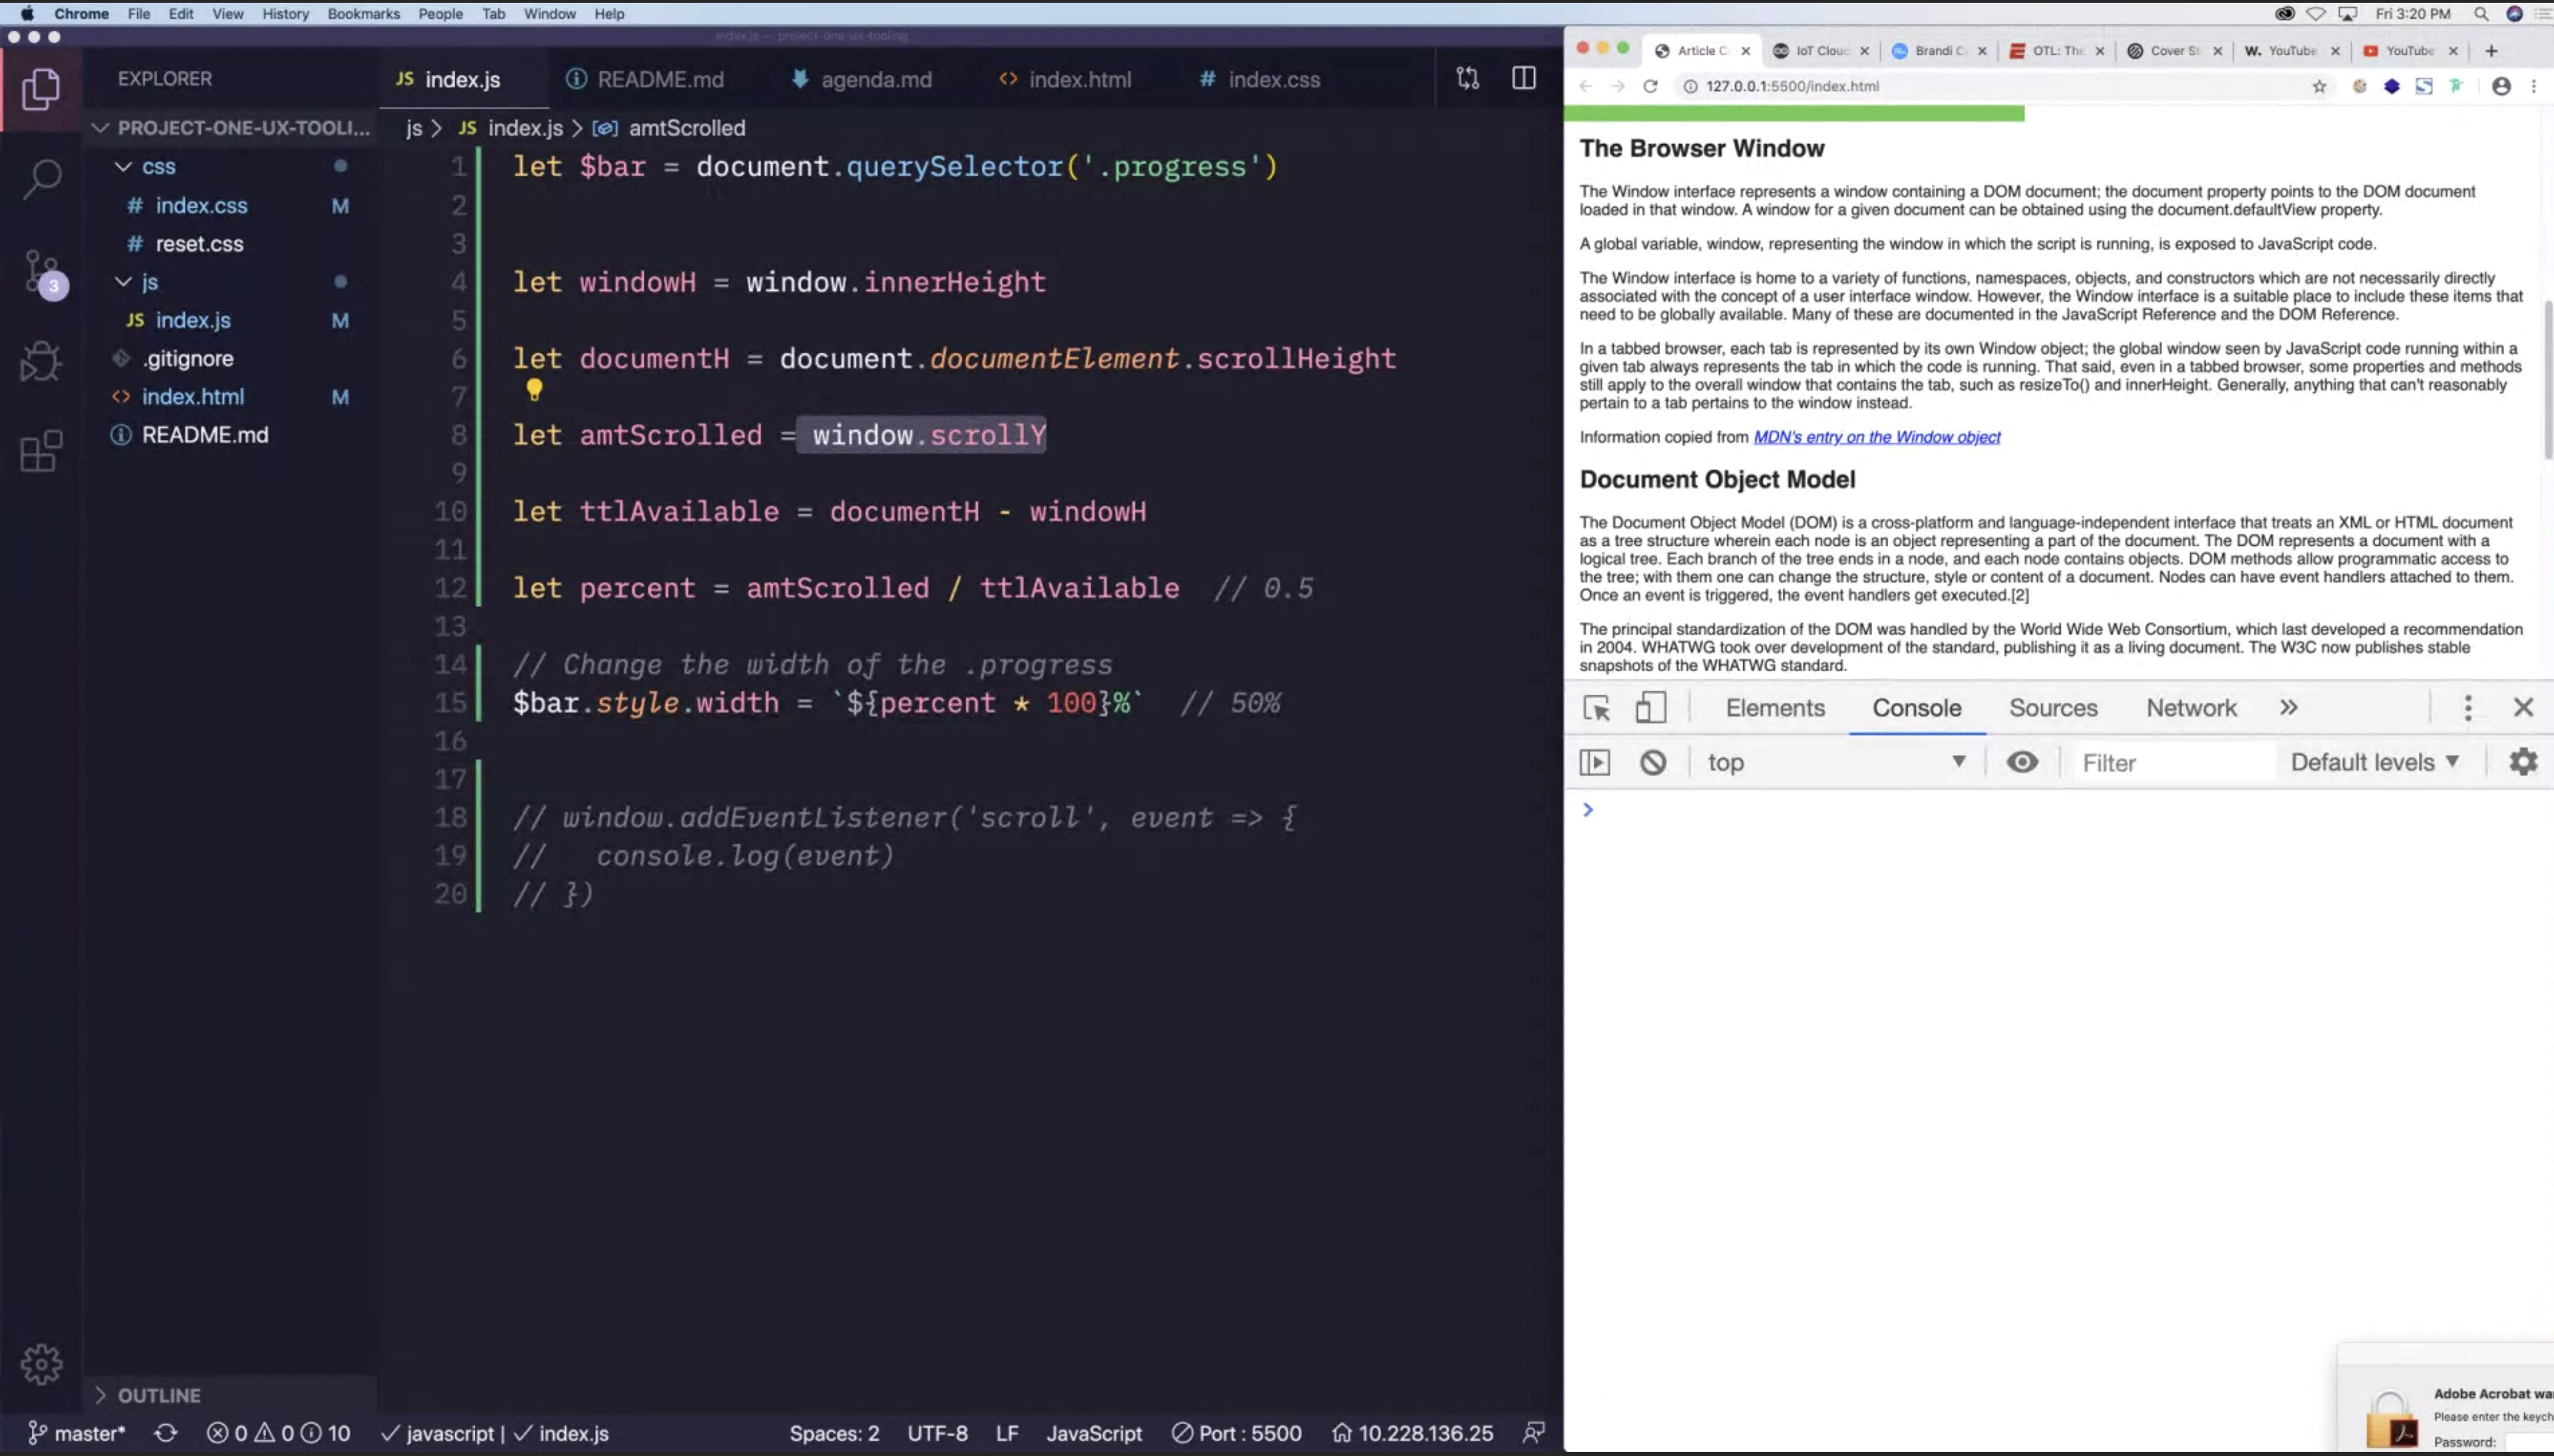 Chrome File Edit View History Bookmarks People Tab Window Help
Fri 3:20 PM
index.js — project-one-ux-tooling
EXPLORER
PROJECT-ONE-UX-TOOLI...
css
index.css M
reset.css
js
JS index.js M
.gitignore
index.html M
README.md
3
OUTLINE
JS index.js README.md agenda.md <> index.html # index.css
js > JS index.js > amtScrolled
1 let $bar = document.querySelector('.progress')
2
3
4 let windowH = window.innerHeight
5
6 let documentH = document.documentElement.scrollHeight
7
8 let amtScrolled = window.scrollY
9
10 let ttlAvailable = documentH - windowH
11
12 let percent = amtScrolled / ttlAvailable // 0.5
13
14 // Change the width of the .progress
15 $bar.style.width = `${percent * 100}%` // 50%
16
17
18 // window.addEventListener('scroll', event => {
19 // console.log(event)
20 // })
master* 0 0 10 javascript | index.js Spaces: 2 UTF-8 LF JavaScript Port : 5500 10.228.136.25
Article C IoT Cloud Brandi C OTL: The Cover St W. YouTube YouTube
127.0.0.1:5500/index.html
The Browser Window
The Window interface represents a window containing a DOM document; the document property points to the DOM document
loaded in that window. A window for a given document can be obtained using the document.defaultView property.
A global variable, window, representing the window in which the script is running, is exposed to JavaScript code.
The Window interface is home to a variety of functions, namespaces, objects, and constructors which are not necessarily directly
associated with the concept of a user interface window. However, the Window interface is a suitable place to include these items that
need to be globally available. Many of these are documented in the JavaScript Reference and the DOM Reference.
In a tabbed browser, each tab is represented by its own Window object; the global window seen by JavaScript code running within a
given tab always represents the tab in which the code is running. That said, even in a tabbed browser, some properties and methods
still apply to the overall window that contains the tab, such as resizeTo() and innerHeight. Generally, anything that can't reasonably
pertain to a tab pertains to the window instead.
Information copied from MDN's entry on the Window object
Document Object Model
The Document Object Model (DOM) is a cross-platform and language-independent interface that treats an XML or HTML document
as a tree structure wherein each node is an object representing a part of the document. The DOM represents a document with a
logical tree. Each branch of the tree ends in a node, and each node contains objects. DOM methods allow programmatic access to
the tree; with them one can change the structure, style or content of a document. Nodes can have event handlers attached to them.
Once an event is triggered, the event handlers get executed.[2]
The principal standardization of the DOM was handled by the World Wide Web Consortium, which last developed a recommendation
in 2004. WHATWG took over development of the standard, publishing it as a living document. The W3C now publishes stable
snapshots of the WHATWG standard.
Elements Console Sources Network »
top Filter Default levels
>
Adobe Acrobat wa
Please enter the keych
Password: